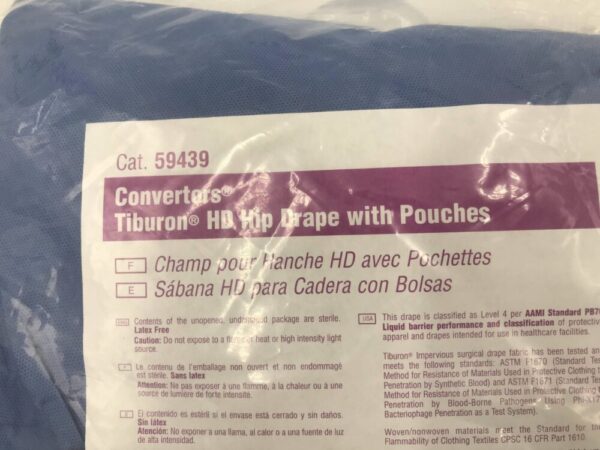 Cat. 59439
Convertors®
Tiburon® HD Hip Drape with Pouches
F Champ pour Hanche HD avec Pochettes
E Sábana HD para Cadera con Bolsas
ENG Contents of the unopened, undamaged package are sterile.
Latex Free
Caution: Do not expose to a flame or heat or high intensity light
source.
F Le contenu de l'emballage non ouvert et non endommagé
est stérile. Sans latex
Attention: Ne pas exposer à une flamme, à la chaleur ou à une
source de lumière de forte intensité.
E El contenido es estéril si el envase está cerrado y sin daños.
Sin látex
Atención: No exponer a una llama, al calor o a una fuente de luz
de alta intensidad.
USA This drape is classified as Level 4 per AAMI Standard PB70
Liquid barrier performance and classification of protective
apparel and drapes intended for use in healthcare facilities.
Tiburon® Impervious surgical drape fabric has been tested and
meets the following standards: ASTM F1670 (Standard Test
Method for Resistance of Materials Used in Protective Clothing to
Penetration by Synthetic Blood) and ASTM F1671 (Standard Test
Method for Resistance of Materials Used in Protective Clothing to
Penetration by Blood-Borne Pathogens Using Phi-X174
Bacteriophage Penetration as a Test System).
Woven/nonwoven materials meet the Standard for the
Flammability of Clothing Textiles CPSC 16 CFR Part 1610.